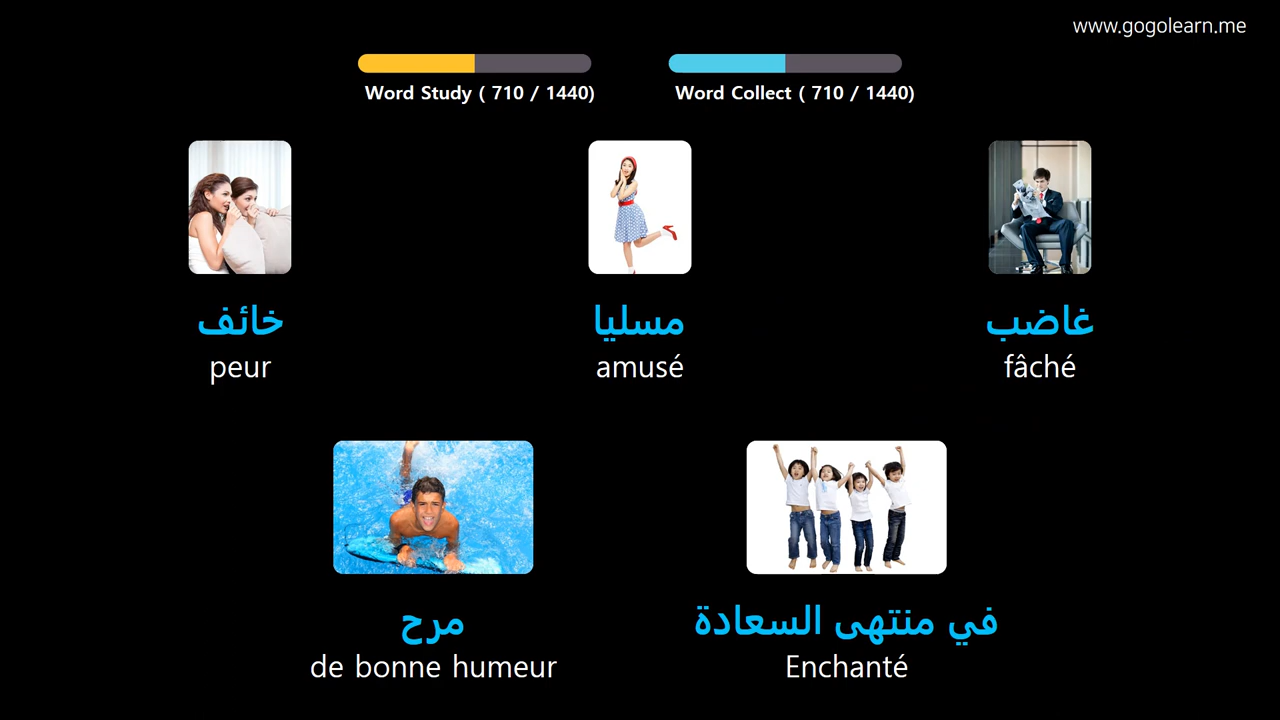 www.gogolearn.me
Word Study ( 710 / 1440)
Word Collect ( 710 / 1440)
خائف
peur
مسليا
amusé
غاضب
fâché
مرح
de bonne humeur
في منتهى السعادة
Enchanté